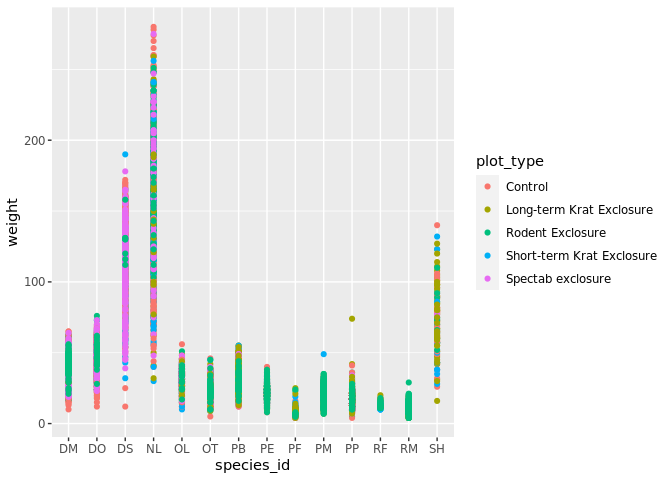 200
100
0
weight
DM DO DS NL OL OT PB PE PF PM PP RF RM SH
species_id
plot_type
Control
Long-term Krat Exclosure
Rodent Exclosure
Short-term Krat Exclosure
Spectab exclosure